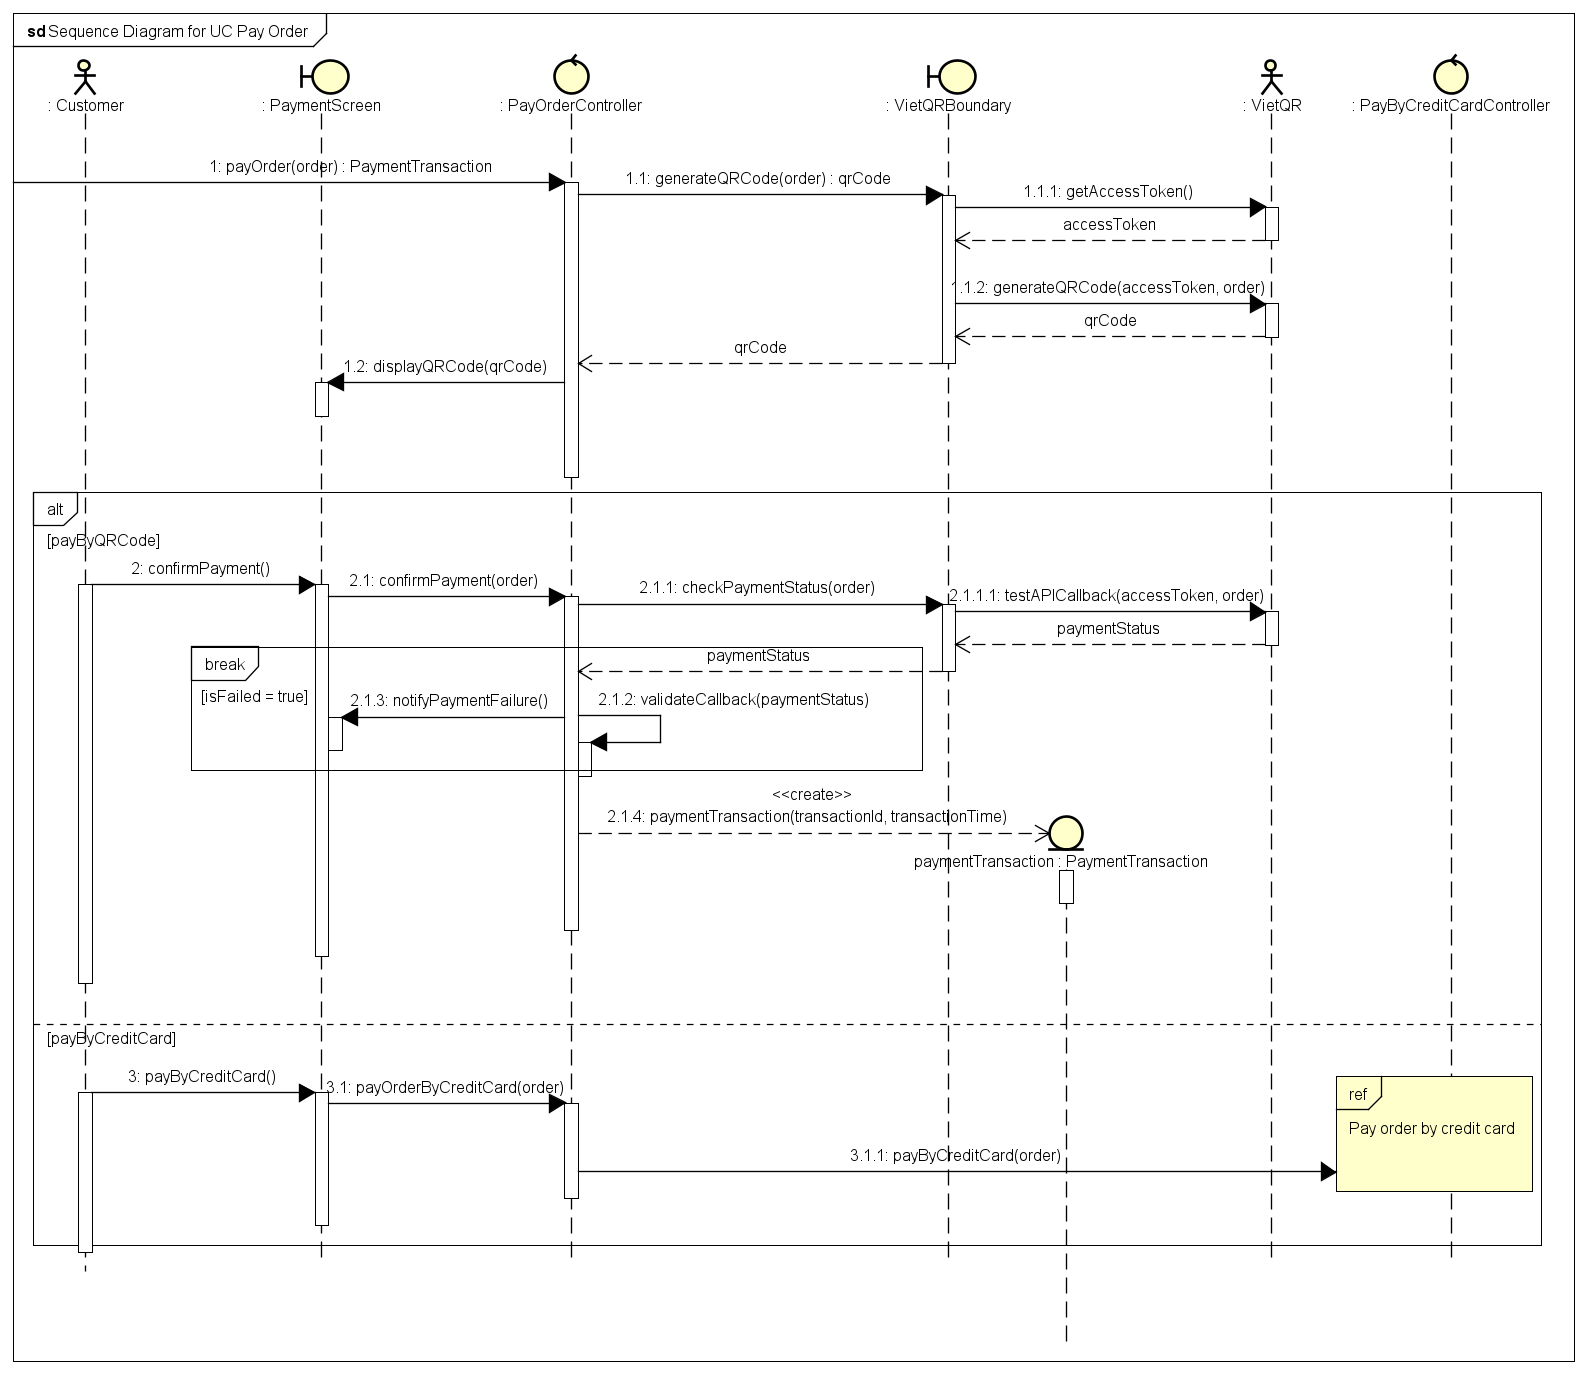 sd Sequence Diagram for UC Pay Order
: Customer
: PaymentScreen
: PayOrderController
: VietQRBoundary
: VietQR
: PayByCreditCardController
1: payOrder(order) : PaymentTransaction
1.1: generateQRCode(order) : qrCode
1.1.1: getAccessToken()
accessToken
1.1.2: generateQRCode(accessToken, order)
qrCode
qrCode
1.2: displayQRCode(qrCode)
alt
[payByQRCode]
2: confirmPayment()
2.1: confirmPayment(order)
2.1.1: checkPaymentStatus(order)
2.1.1.1: testAPICallback(accessToken, order)
paymentStatus
paymentStatus
break
[isFailed = true]
2.1.3: notifyPaymentFailure()
2.1.2: validateCallback(paymentStatus)
<<create>>
2.1.4: paymentTransaction(transactionId, transactionTime)
paymentTransaction : PaymentTransaction
[payByCreditCard]
3: payByCreditCard()
3.1: payOrderByCreditCard(order)
ref
Pay order by credit card
3.1.1: payByCreditCard(order)